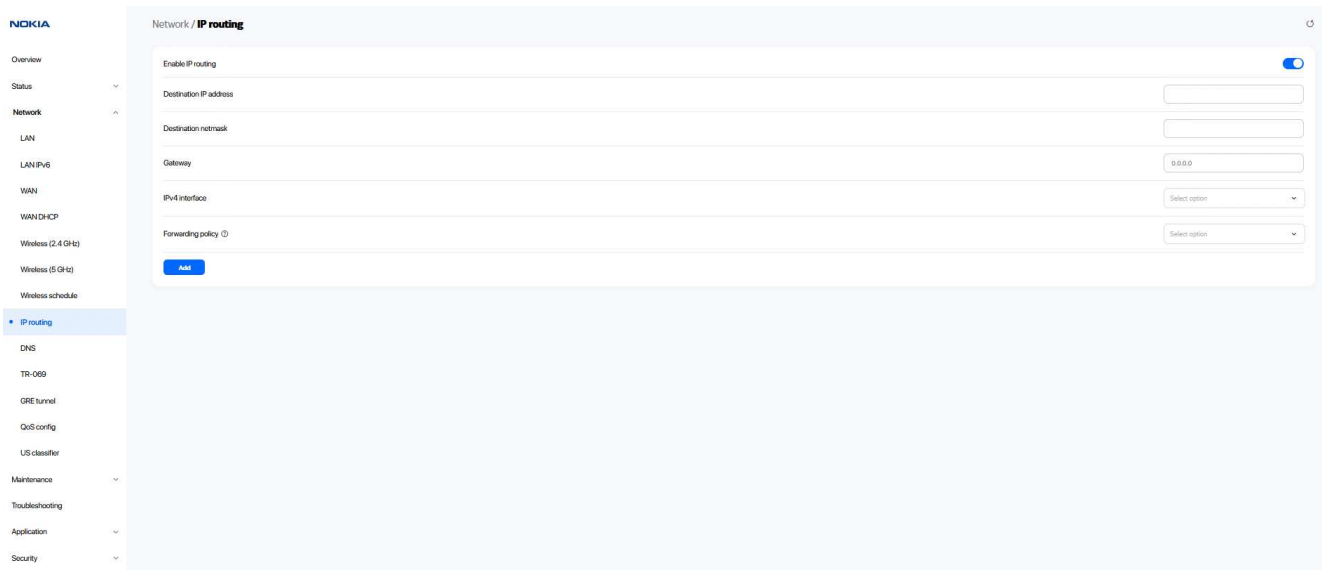 NOKIA
Network / IP routing
Overview
Status
Network
LAN
LAN IPv6
WAN
WAN DHCP
Wireless (2.4 GHz)
Wireless (5 GHz)
Wireless schedule
IP routing
DNS
TR-069
GRE tunnel
QoS config
US classifier
Maintenance
Troubleshooting
Application
Security
Enable IP routing
Destination IP address
Destination netmask
Gateway 0.0.0.0
IPv4 interface Select option
Forwarding policy Select option
Add